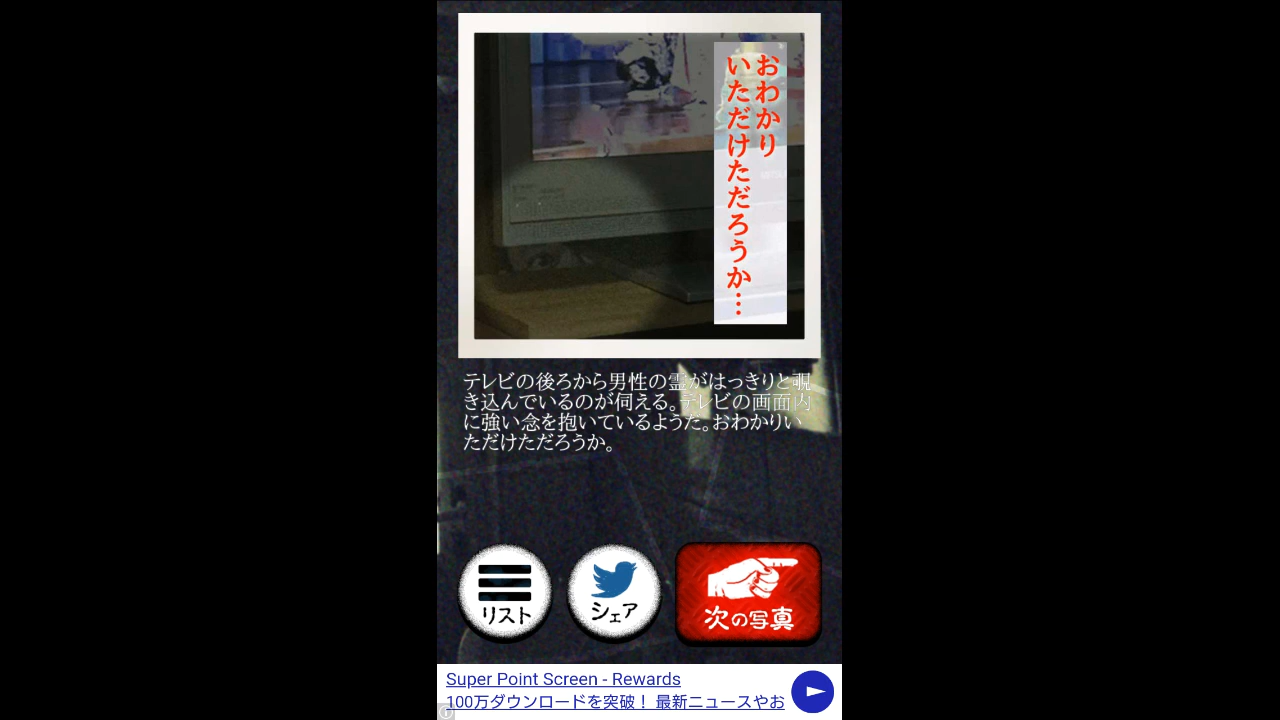 おわかり
いただけただろうか…
テレビの後ろから男性の霊がはっきりと覗
き込んでいるのが伺える。テレビの画面内
に強い念を抱いているようだ。おわかりい
ただけただろうか。
リスト
シェア
次の写真
Super Point Screen - Rewards
100万ダウンロードを突破！ 最新ニュースやお